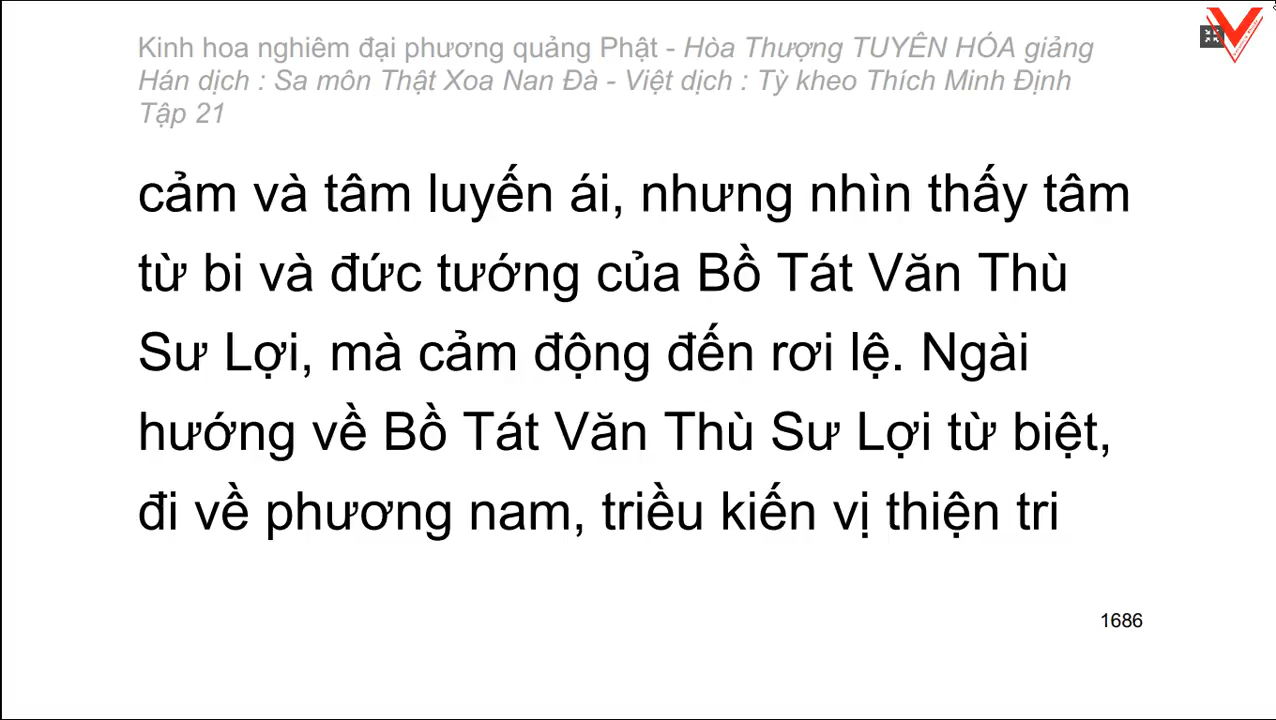 Kinh hoa nghiêm đại phương quảng Phật - Hòa Thượng TUYÊN HÓA giảng
Hán dịch : Sa môn Thật Xoa Nan Đà - Việt dịch : Tỳ kheo Thích Minh Định
Tập 21
cảm và tâm luyến ái, nhưng nhìn thấy tâm
từ bi và đức tướng của Bồ Tát Văn Thù
Sư Lợi, mà cảm động đến rơi lệ. Ngài
hướng về Bồ Tát Văn Thù Sư Lợi từ biệt,
đi về phương nam, triều kiến vị thiện tri
1686